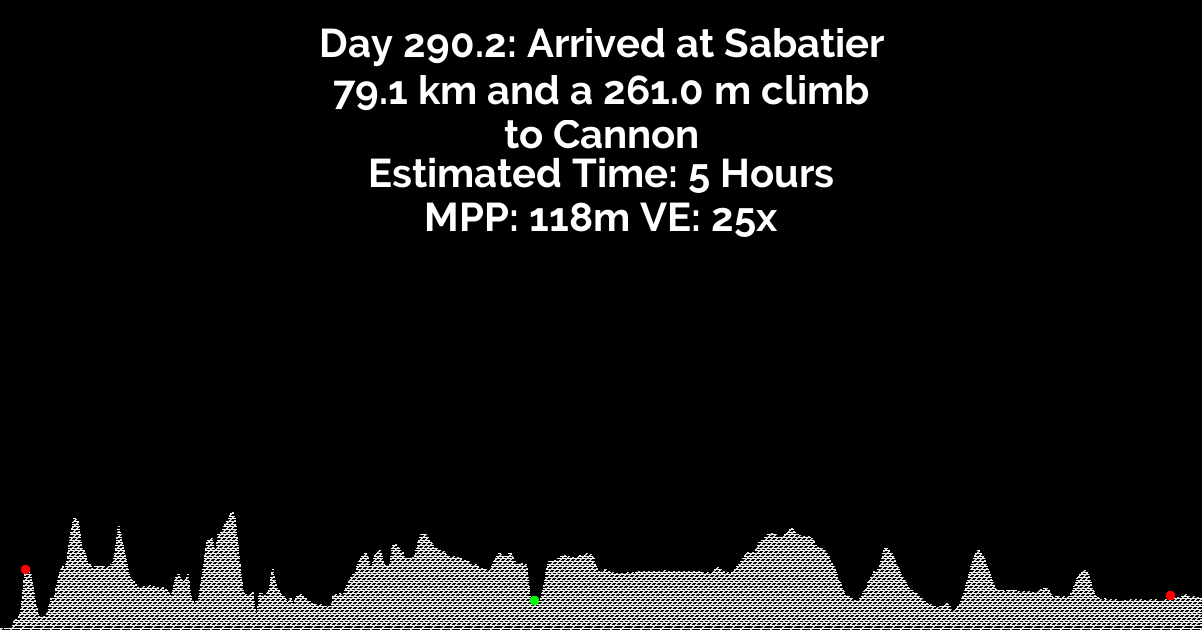 Day 290.2: Arrived at Sabatier
79.1 km and a 261.0 m climb
to Cannon
Estimated Time: 5 Hours
MPP: 118m VE: 25x